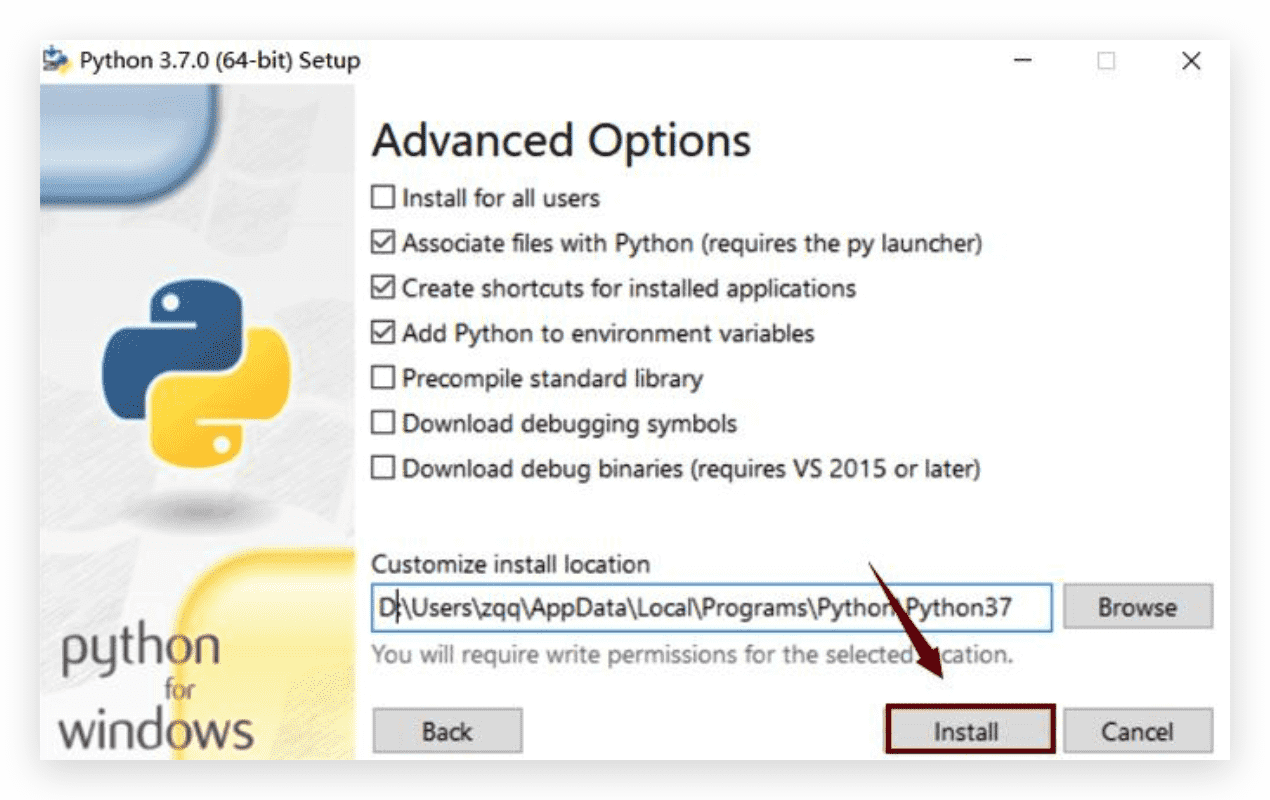 Python 3.7.0 (64-bit) Setup
Advanced Options
Install for all users
Associate files with Python (requires the py launcher)
Create shortcuts for installed applications
Add Python to environment variables
Precompile standard library
Download debugging symbols
Download debug binaries (requires VS 2015 or later)
Customize install location
D:\Users\zqq\AppData\Local\Programs\Python\Python37
Browse
You will require write permissions for the selected location.
python
for
windows
Back
Install
Cancel